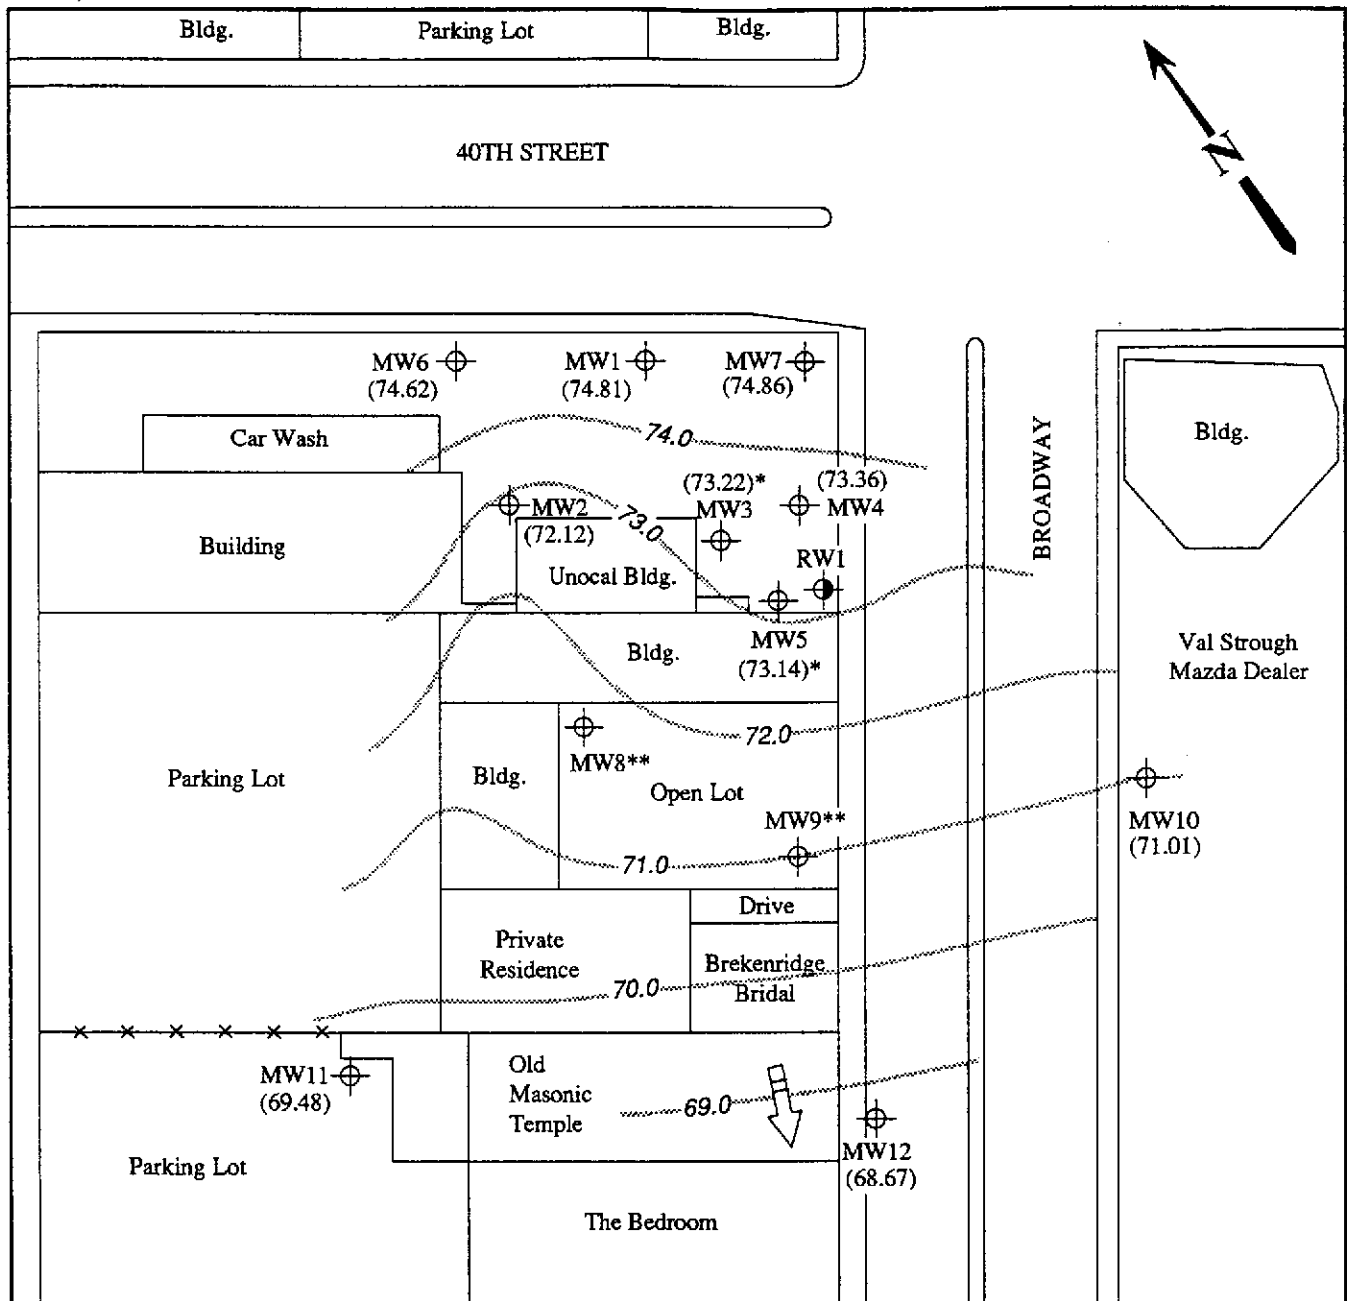 Bldg.
Parking Lot
Bldg.
N
40TH STREET
MW6
(74.62)
MW1
(74.81)
MW7
(74.86)
Car Wash
74.0
BROADWAY
Bldg.
(73.22)*
MW3
(73.36)
MW4
MW2
(72.12)
73.0
Building
Unocal Bldg.
RW1
MW5
(73.14)*
Bldg.
Val Strough
Mazda Dealer
72.0
MW8**
Parking Lot
Bldg.
Open Lot
MW9**
MW10
(71.01)
71.0
Drive
Private
Residence
Brekenridge
Bridal
70.0
MW11
(69.48)
Old
Masonic
Temple
69.0
MW12
(68.67)
Parking Lot
The Bedroom